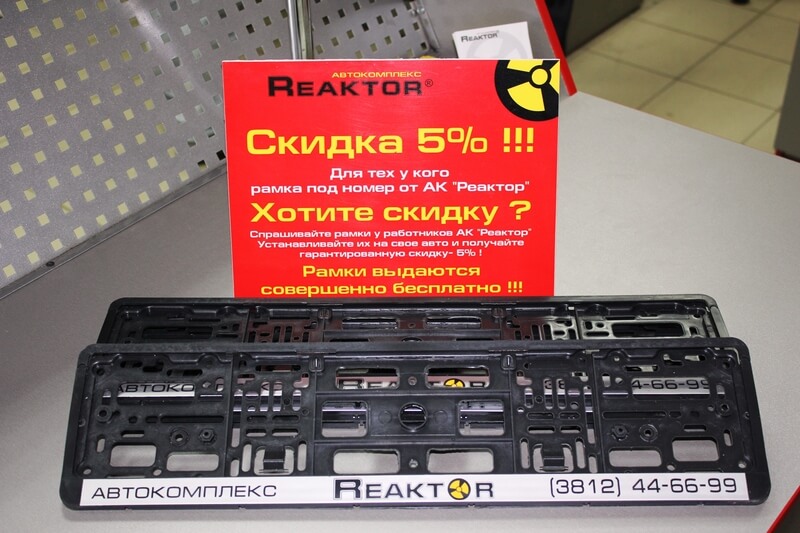 REAKTOR
АВТОКОМПЛЕКС
REAKTOR®
Скидка 5% !!!
Для тех у кого
рамка под номер от АК "Реактор"
Хотите скидку ?
Спрашивайте рамки у работников АК "Реактор"
Устанавливайте их на свое авто и получайте
гарантированную скидку- 5% !
Рамки выдаются
совершенно бесплатно !!!
АВТОКОМ
4-66-99
АВТОКОМПЛЕКС REAKTOR (3812) 44-66-99